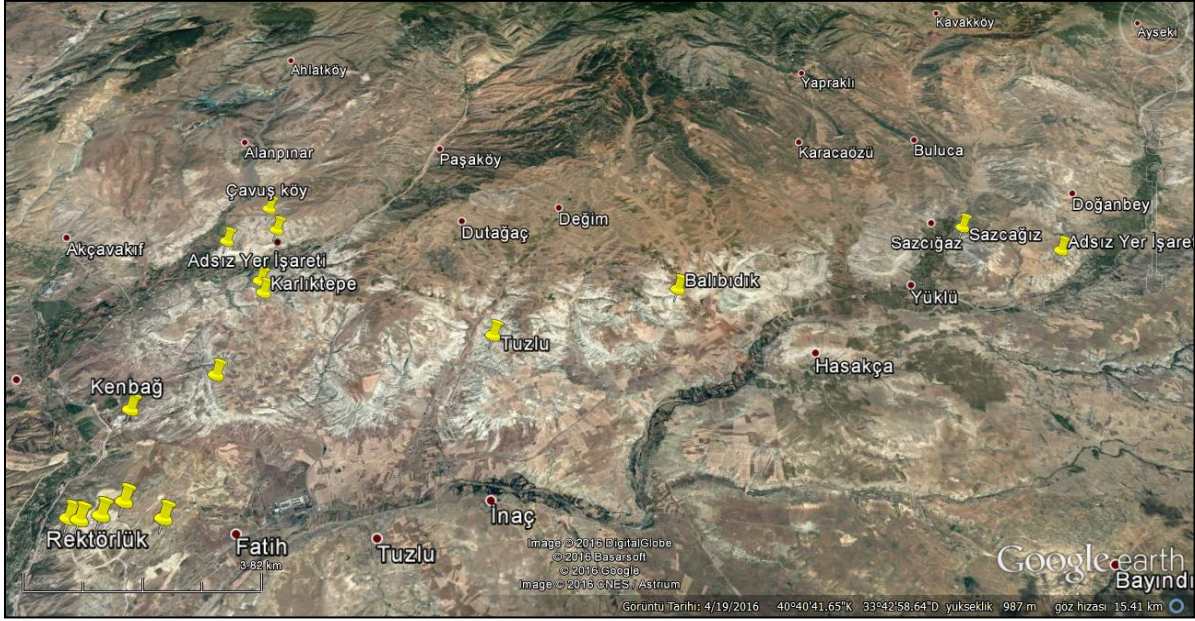 Kavakköy
Ayseki
Ahlatköy
Yapraklı
Alanpınar
Paşaköy
Karacaözü
Buluca
Çavuş köy
Doğanbey
Değim
Dutağaç
Sazcığaz
Sazcağız
Akçavakıf
Adsız Yer İşareti
Adsız Yer İşaret
Karlıktepe
Balıbıdık
Yüklü
Tuzlu
Hasakça
Kenbağ
İnaç
Rektörlük
Fatih
Tuzlu
3.82 km
Image © 2016 DigitalGlobe
© 2016 Basarsoft
© 2016 Google
Image © 2016 CNES / Astrium
Google earth
Bayındı
Görüntü Tarihi: 4/19/2016 40°40'41.65"K 33°42'58.64"D yükseklik 987 m göz hizası 15.41 km